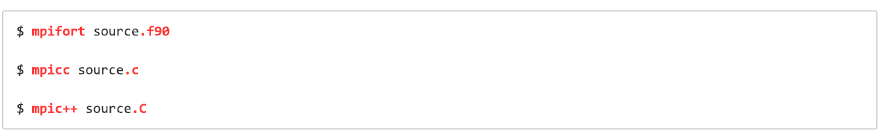 $ mpifort source.f90
$ mpicc source.c
$ mpic++ source.C